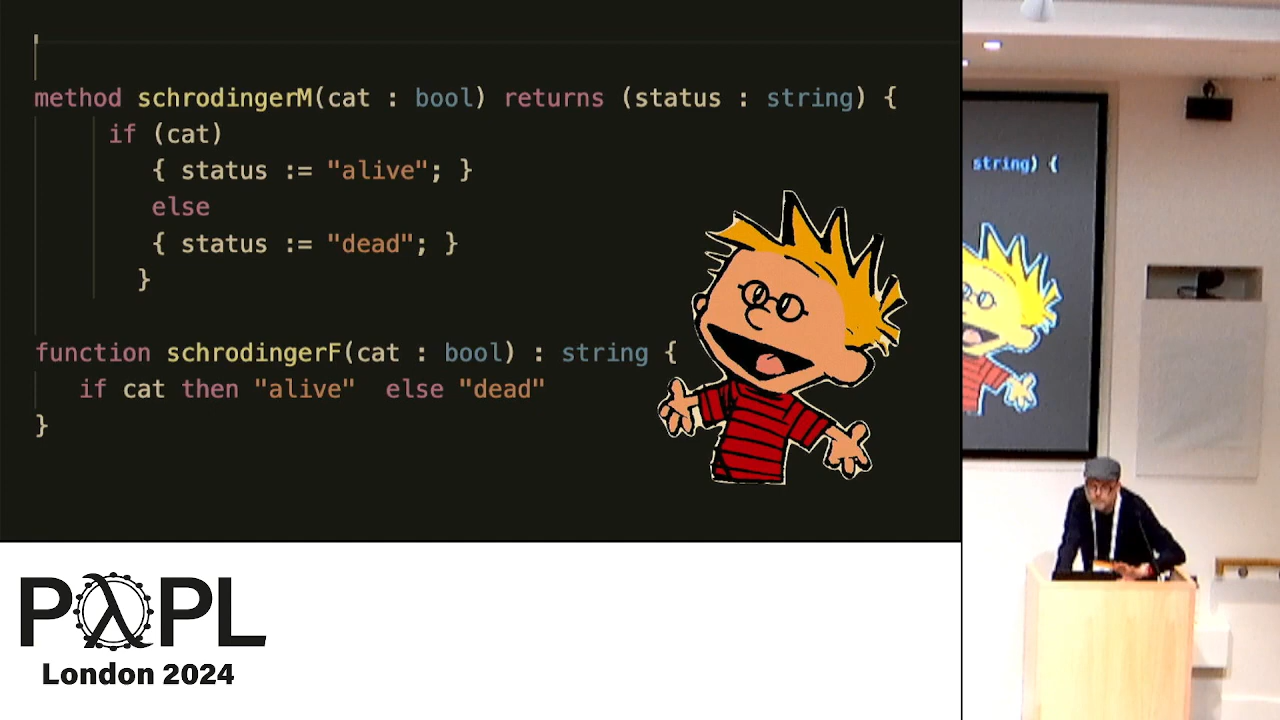 method schrodingerM(cat : bool) returns (status : string) {
if (cat)
{ status := "alive"; }
else
{ status := "dead"; }
}
function schrodingerF(cat : bool) : string {
if cat then "alive" else "dead"
}
string) {
PλPL
London 2024